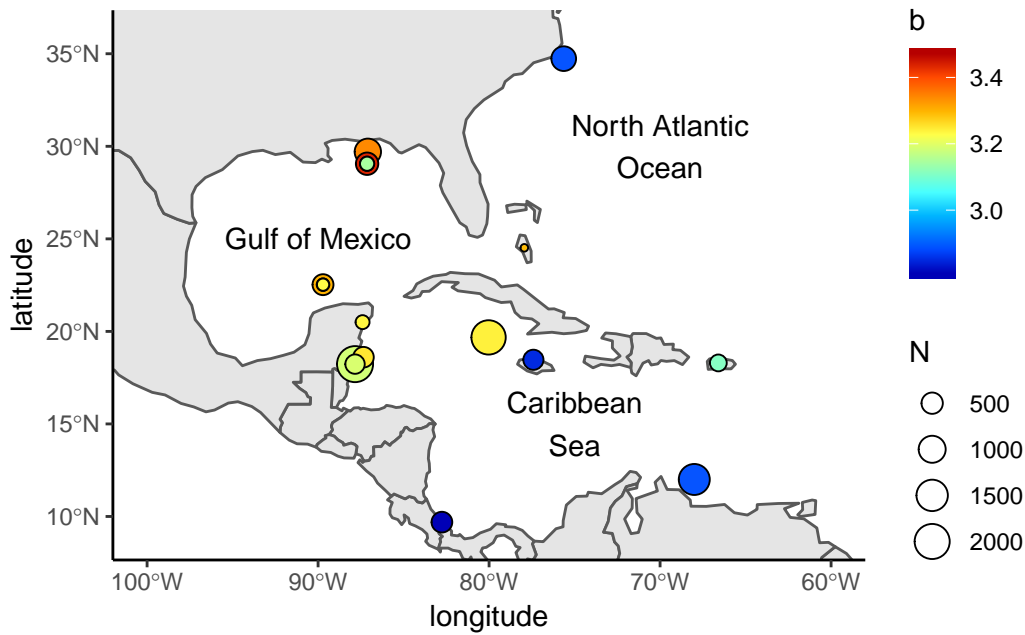 35°N
30°N
25°N
20°N
15°N
10°N
latitude
100°W
90°W
80°W
70°W
60°W
longitude
North Atlantic
Ocean
Gulf of Mexico
Caribbean
Sea
b
3.4
3.2
3.0
N
500
1000
1500
2000